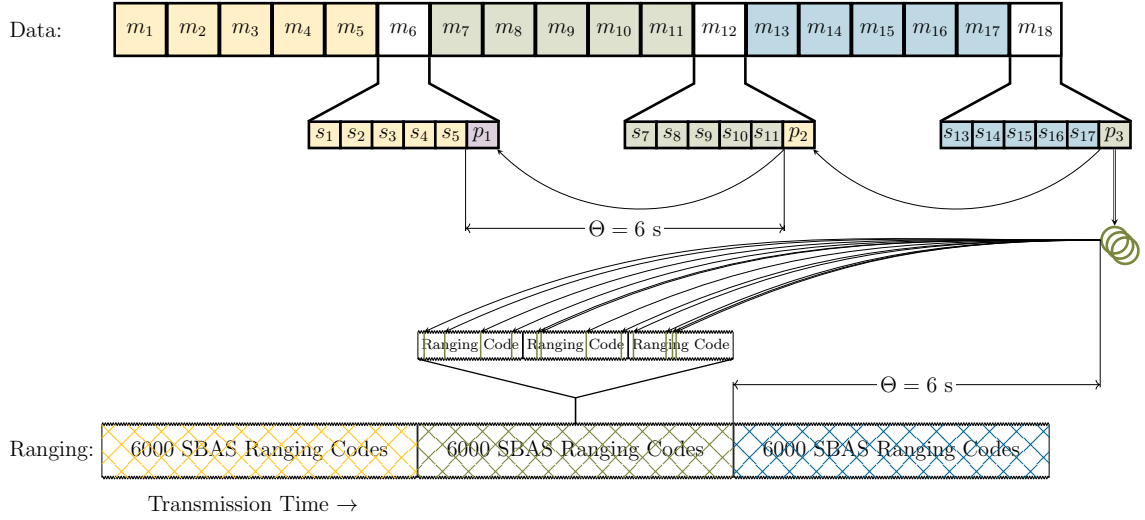 Data: m₁ m₂ m₃ m₄ m₅ m₆ m₇ m₈ m₉ m₁₀ m₁₁ m₁₂ m₁₃ m₁₄ m₁₅ m₁₆ m₁₇ m₁₈
s₁ s₂ s₃ s₄ s₅ p₁ s₇ s₈ s₉ s₁₀ s₁₁ p₂ s₁₃ s₁₄ s₁₅ s₁₆ s₁₇ p₃
Θ = 6 s
Ranging Code Ranging Code Ranging Code
Θ = 6 s
Ranging: 6000 SBAS Ranging Codes 6000 SBAS Ranging Codes 6000 SBAS Ranging Codes
Transmission Time →